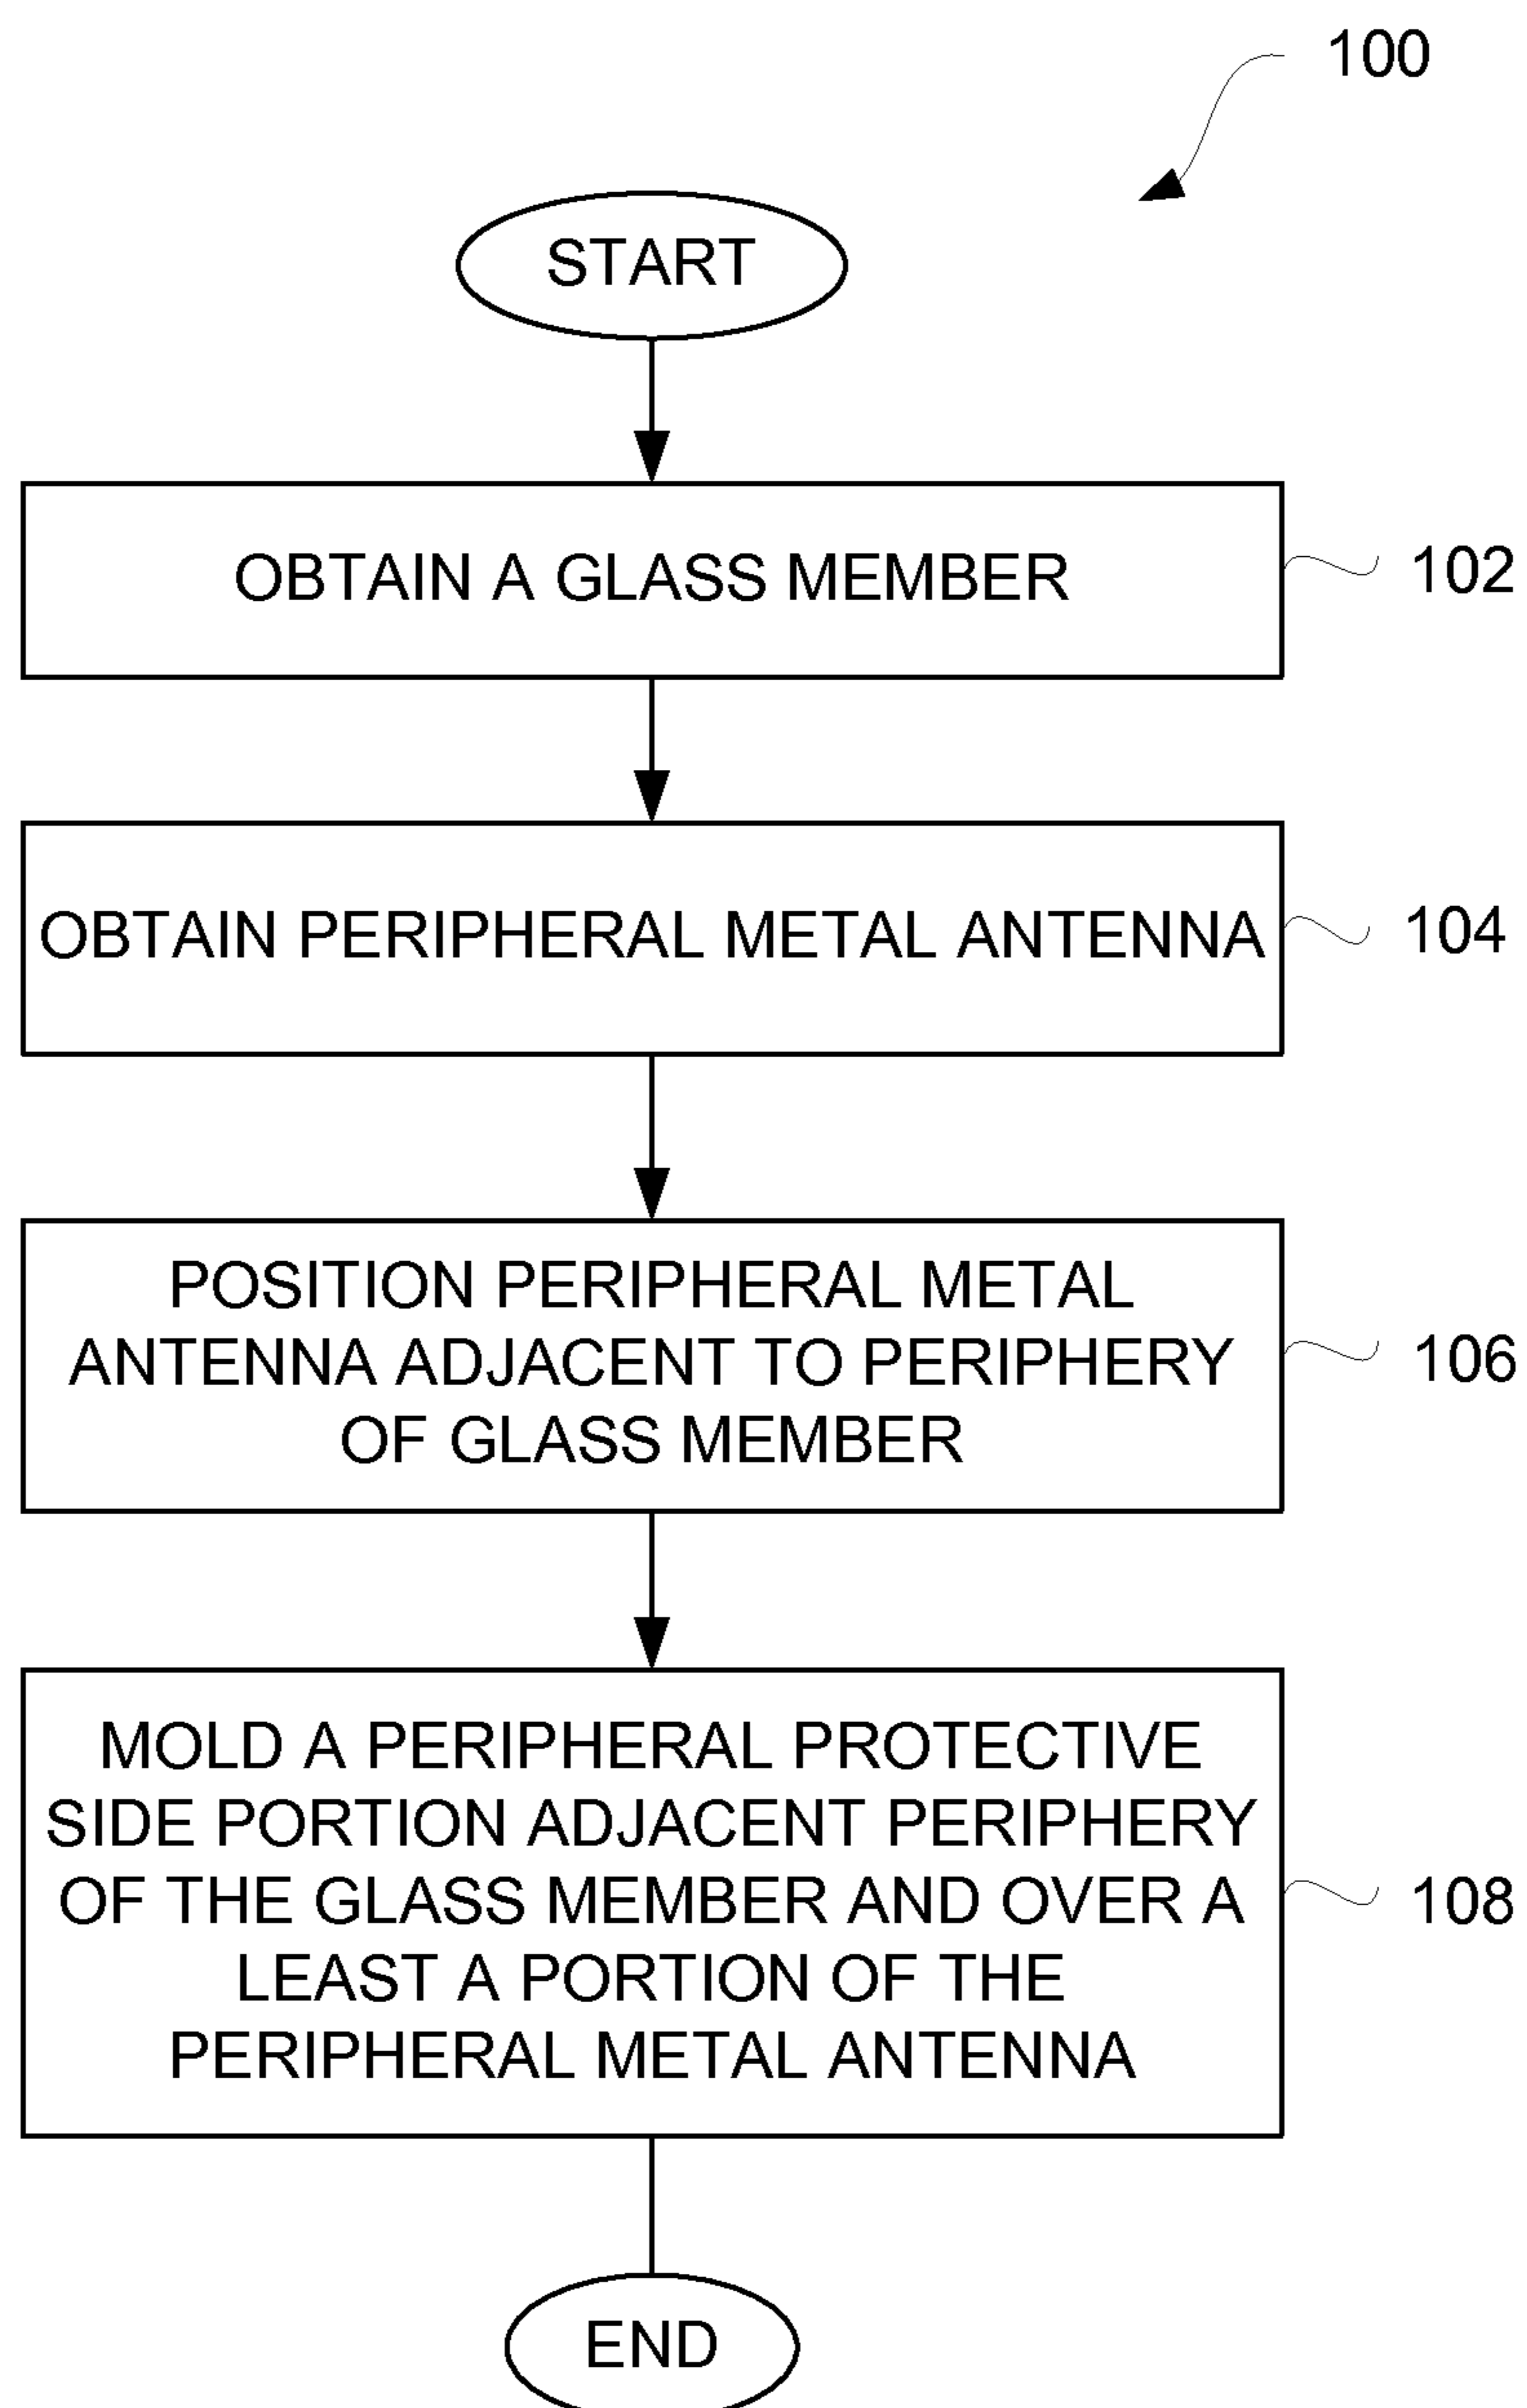 100
START
OBTAIN A GLASS MEMBER
102
OBTAIN PERIPHERAL METAL ANTENNA
104
POSITION PERIPHERAL METAL
ANTENNA ADJACENT TO PERIPHERY
OF GLASS MEMBER
106
MOLD A PERIPHERAL PROTECTIVE
SIDE PORTION ADJACENT PERIPHERY
OF THE GLASS MEMBER AND OVER A
LEAST A PORTION OF THE
PERIPHERAL METAL ANTENNA
108
END